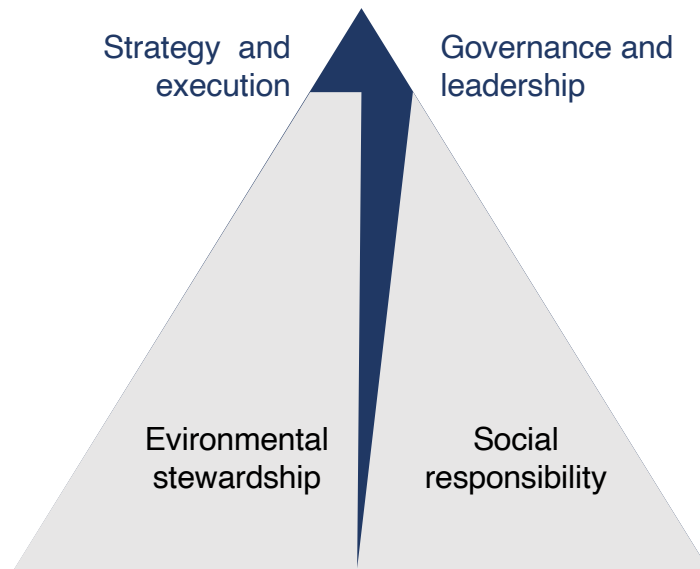 Strategy and
execution
Governance and
leadership
Evironmental
stewardship
Social
responsibility